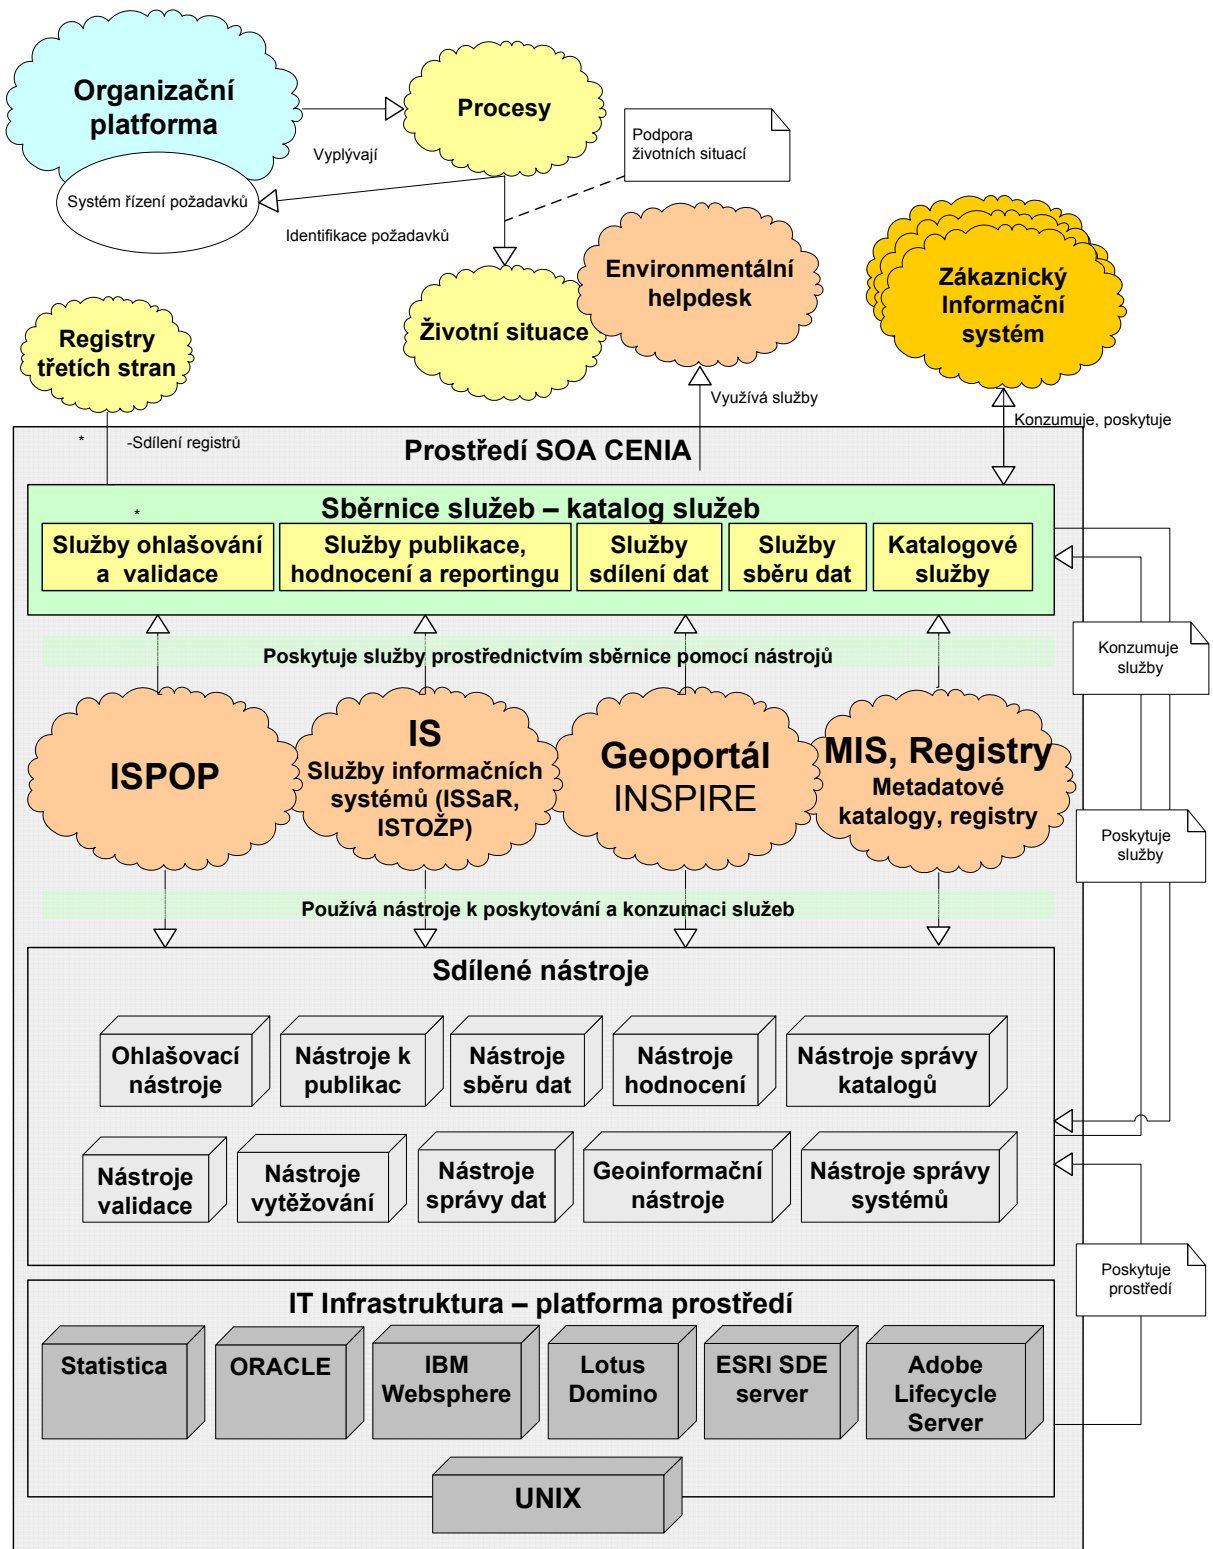 Organizační
platforma
Procesy
Podpora
životních situací
Vyplývají
Systém řízení požadavků
Identifikace požadavků
Environmentální
helpdesk
Zákaznický
Informační
systém
Registry
třetích stran
Životní situace
Využívá služby
Konzumuje, poskytuje
*
-Sdílení registrů
Prostředí SOA CENIA
Sběrnice služeb – katalog služeb
*
Služby ohlašování
a validace
Služby publikace,
hodnocení a reportingu
Služby
sdílení dat
Služby
sběru dat
Katalogové
služby
Poskytuje služby prostřednictvím sběrnice pomocí nástrojů
Konzumuje
služby
ISPOP
IS
Služby informačních
systémů (ISSaR,
ISTOŽP)
Geoportál
INSPIRE
MIS, Registry
Metadatové
katalogy, registry
Poskytuje
služby
Používá nástroje k poskytování a konzumaci služeb
Sdílené nástroje
Ohlašovací
nástroje
Nástroje k
publikac
Nástroje
sběru dat
Nástroje
hodnocení
Nástroje správy
katalogů
Nástroje
validace
Nástroje
vytěžování
Nástroje
správy dat
Geoinformační
nástroje
Nástroje správy
systémů
Poskytuje
prostředí
IT Infrastruktura – platforma prostředí
Statistica
ORACLE
IBM
Websphere
Lotus
Domino
ESRI SDE
server
Adobe
Lifecycle
Server
UNIX